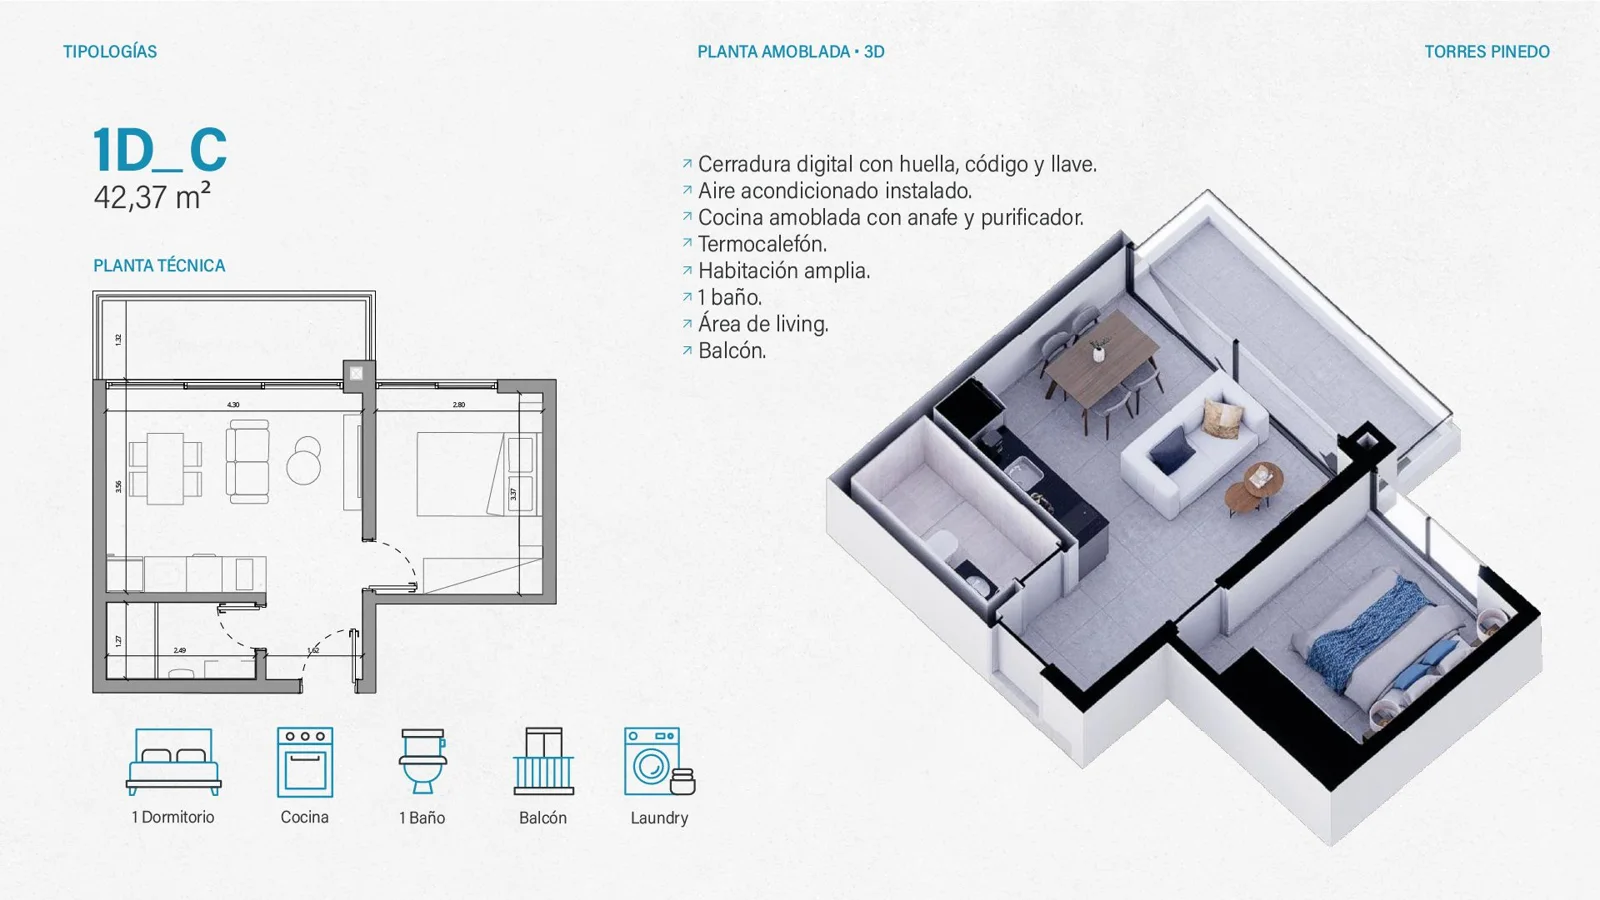 TIPOLOGÍAS
PLANTA AMOBLADA • 3D
TORRES PINEDO
1D_C
42,37 m²
PLANTA TÉCNICA
Cerradura digital con huella, código y llave.
Aire acondicionado instalado.
Cocina amoblada con anafe y purificador.
Termocalefón.
Habitación amplia.
1 baño.
Área de living.
Balcón.
1.32
4.30
2.80
3.56
3.37
1.27
2.49
1.62
1 Dormitorio
Cocina
1 Baño
Balcón
Laundry